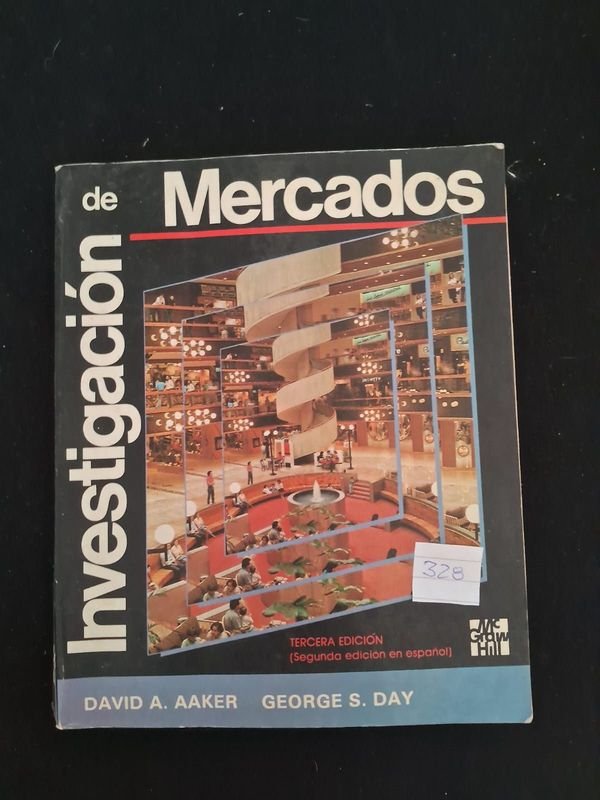 Investigación
de
Mercados
328
TERCERA EDICIÓN
(Segunda edición en español)
Mc
Graw
Hill
DAVID A. AAKER GEORGE S. DAY